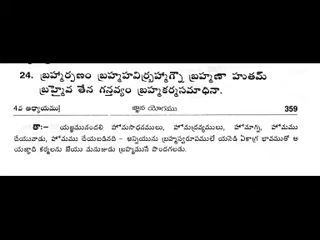 24. బ్రహ్మార్పణం బ్రహ్మహవిర్బ్రహ్మాగ్నౌ బ్రహ్మణా హుతమ్
బ్రహ్మైవ తేన గన్తవ్యం బ్రహ్మకర్మసమాధినా.
4వ అధ్యాయము] జ్ఞాన యోగము 359
తా:- యజ్ఞమునందలి హోమసాధనములు, హోమద్రవ్యములు, హోమాగ్ని, హోమము
చేయువాడు, హోమము చేయబడినది - అన్నియును బ్రహ్మస్వరూపములే యనెడి ఏకాగ్ర భావముతో ఆ
యజ్ఞాది కర్మలను జేయు మనుజుడు బ్రహ్మమునే పొందగలడు.